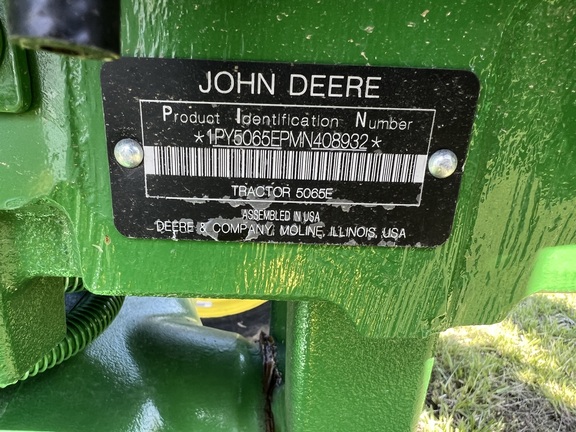 JOHN DEERE
Product Identification Number
*1PY5065EPMN408932*
TRACTOR 5065E
ASSEMBLED IN USA
DEERE & COMPANY, MOLINE, ILLINOIS, USA